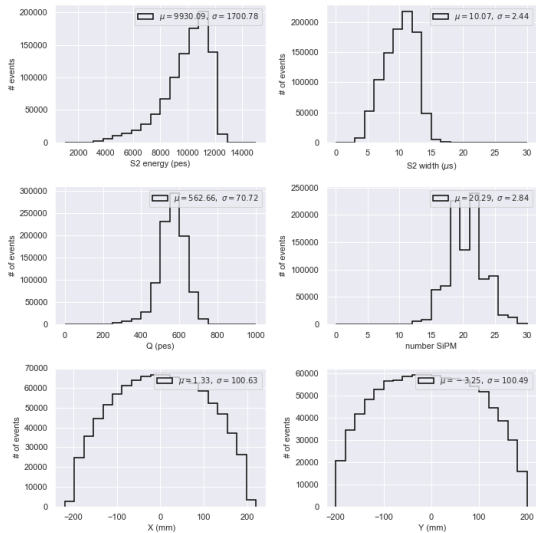 μ = 9930.09, σ = 1700.78
200000
150000
100000
50000
0
# of events
2000 4000 6000 8000 10000 12000 14000
S2 energy (pes)
μ = 10.07, σ = 2.44
200000
150000
100000
50000
0
# of events
0 5 10 15 20 25 30
S2 width (μs)
μ = 562.66, σ = 70.72
300000
250000
200000
150000
100000
50000
0
# of events
0 200 400 600 800 1000
Q (pes)
μ = 20.29, σ = 2.84
250000
200000
150000
100000
50000
0
# of events
0 5 10 15 20 25 30
number SiPM
μ = 1.33, σ = 100.63
70000
60000
50000
40000
30000
20000
10000
0
# of events
−200 −100 0 100 200
X (mm)
μ = −3.25, σ = 100.49
60000
50000
40000
30000
20000
10000
0
# of events
−200 −100 0 100 200
Y (mm)